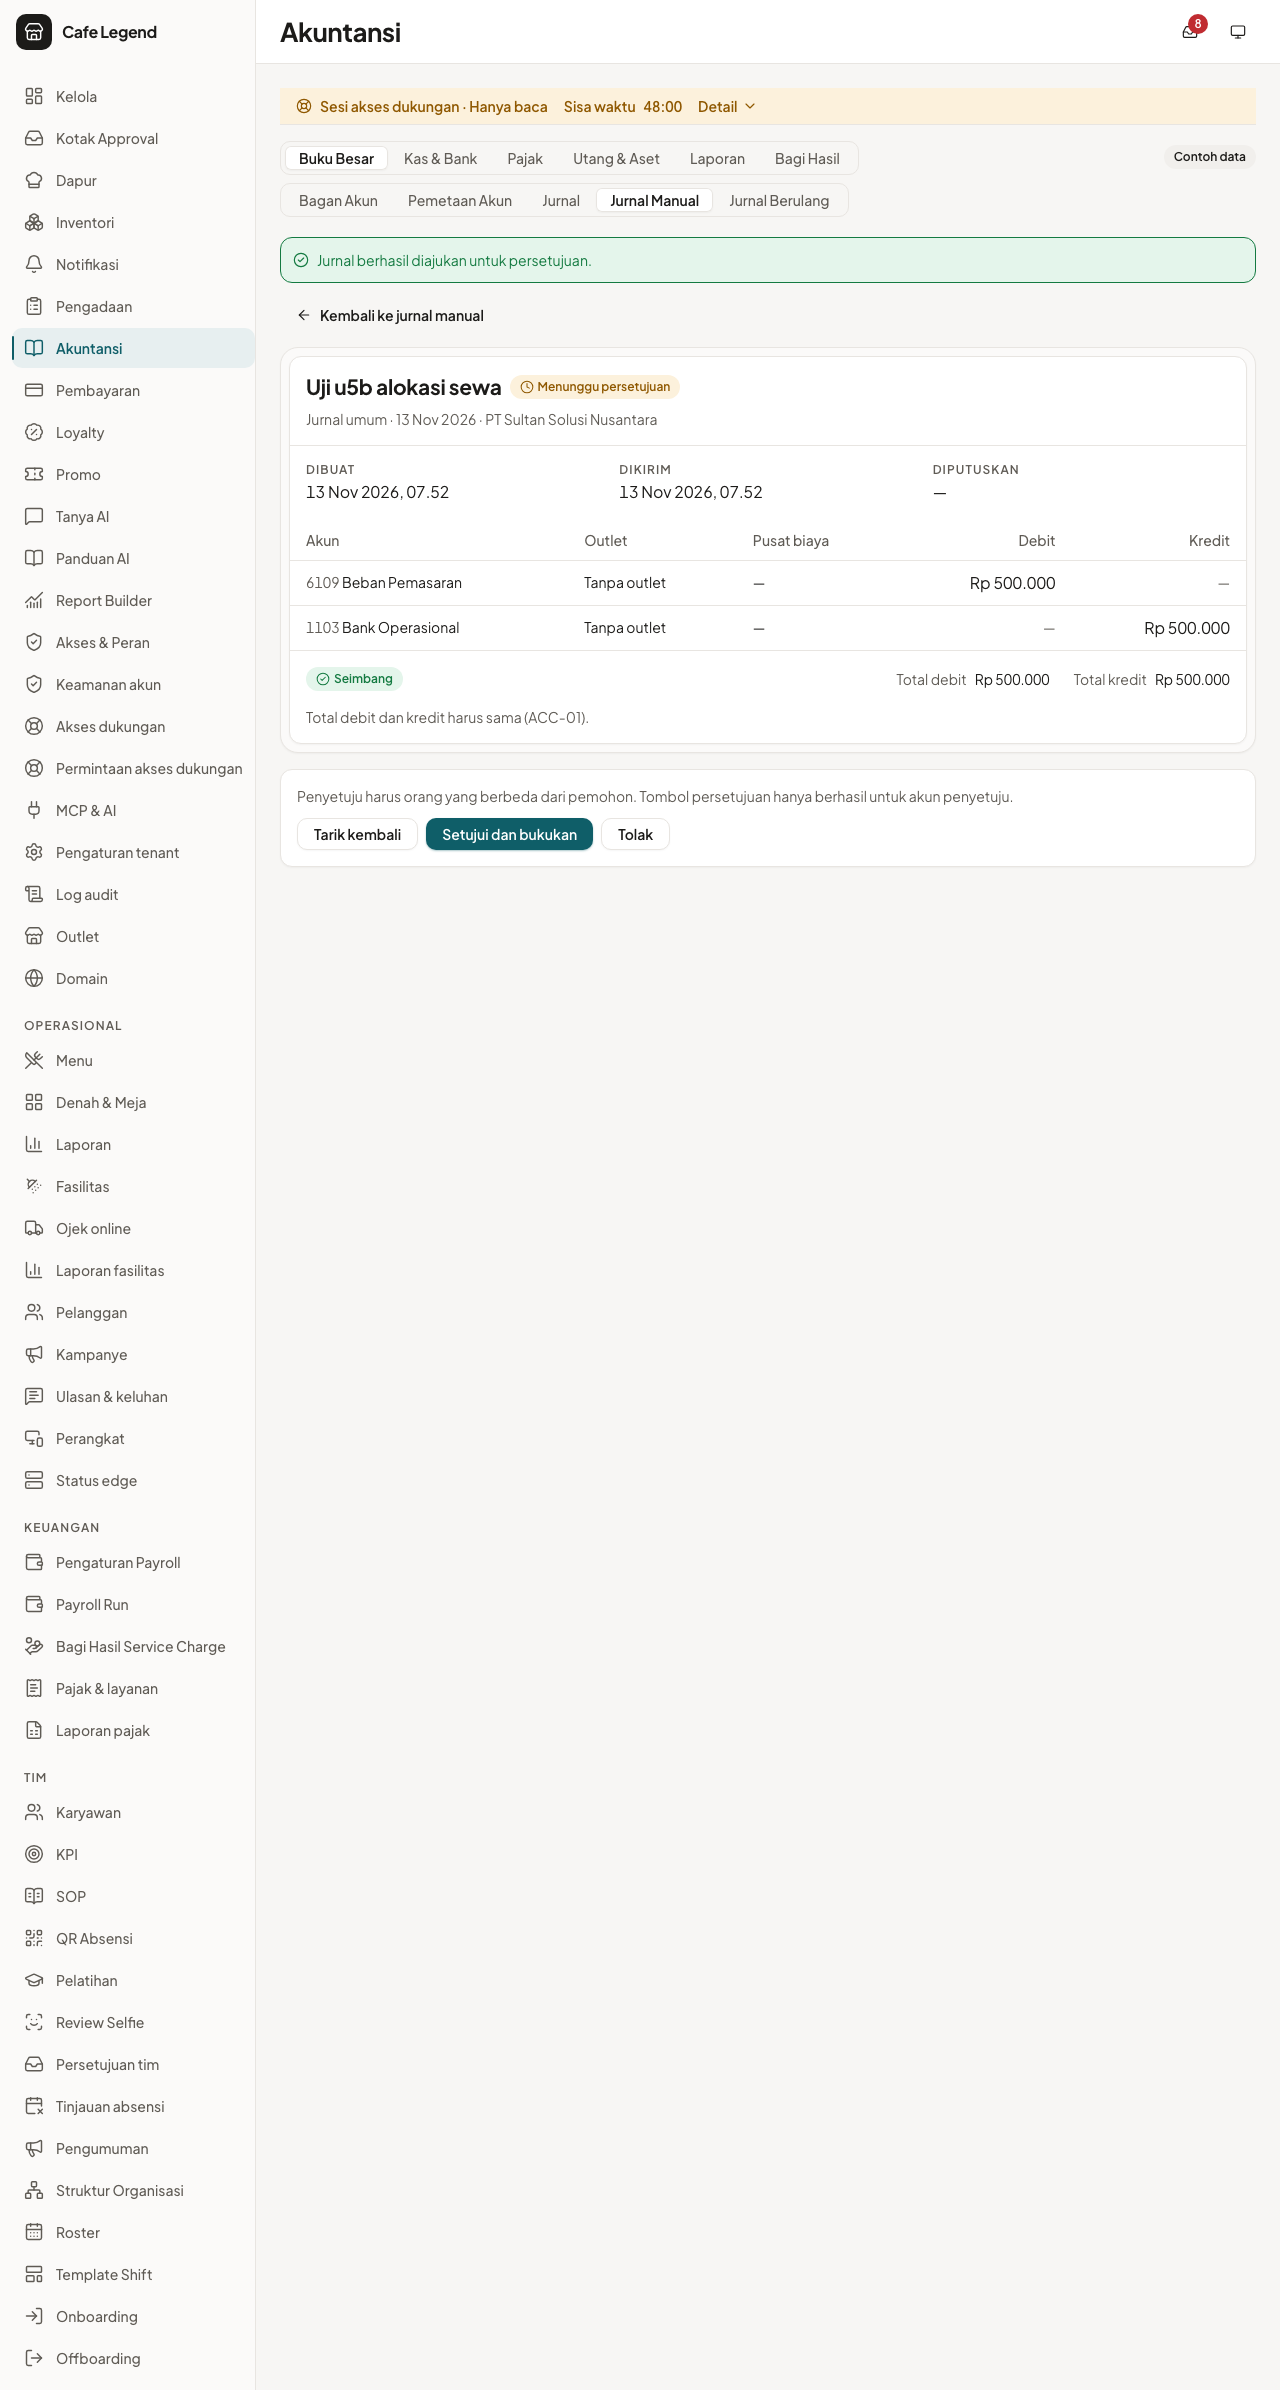 Cafe Legend
Kelola
Kotak Approval
Dapur
Inventori
Notifikasi
Pengadaan
Akuntansi
Pembayaran
Loyalty
Promo
Tanya AI
Panduan AI
Report Builder
Akses & Peran
Keamanan akun
Akses dukungan
Permintaan akses dukungan
MCP & AI
Pengaturan tenant
Log audit
Outlet
Domain
OPERASIONAL
Menu
Denah & Meja
Laporan
Fasilitas
Ojek online
Laporan fasilitas
Pelanggan
Kampanye
Ulasan & keluhan
Perangkat
Status edge
KEUANGAN
Pengaturan Payroll
Payroll Run
Bagi Hasil Service Charge
Pajak & layanan
Laporan pajak
TIM
Karyawan
KPI
SOP
QR Absensi
Pelatihan
Review Selfie
Persetujuan tim
Tinjauan absensi
Pengumuman
Struktur Organisasi
Roster
Template Shift
Onboarding
Offboarding
Akuntansi
8
Sesi akses dukungan · Hanya baca Sisa waktu 48:00 Detail
Buku Besar Kas & Bank Pajak Utang & Aset Laporan Bagi Hasil
Contoh data
Bagan Akun Pemetaan Akun Jurnal Jurnal Manual Jurnal Berulang
Jurnal berhasil diajukan untuk persetujuan.
Kembali ke jurnal manual
Uji u5b alokasi sewa Menunggu persetujuan
Jurnal umum · 13 Nov 2026 · PT Sultan Solusi Nusantara
DIBUAT DIKIRIM DIPUTUSKAN
13 Nov 2026, 07.52 13 Nov 2026, 07.52 —
Akun Outlet Pusat biaya Debit Kredit
6109 Beban Pemasaran Tanpa outlet — Rp 500.000 —
1103 Bank Operasional Tanpa outlet — — Rp 500.000
Seimbang Total debit Rp 500.000 Total kredit Rp 500.000
Total debit dan kredit harus sama (ACC-01).
Penyetuju harus orang yang berbeda dari pemohon. Tombol persetujuan hanya berhasil untuk akun penyetuju.
Tarik kembali Setujui dan bukukan Tolak